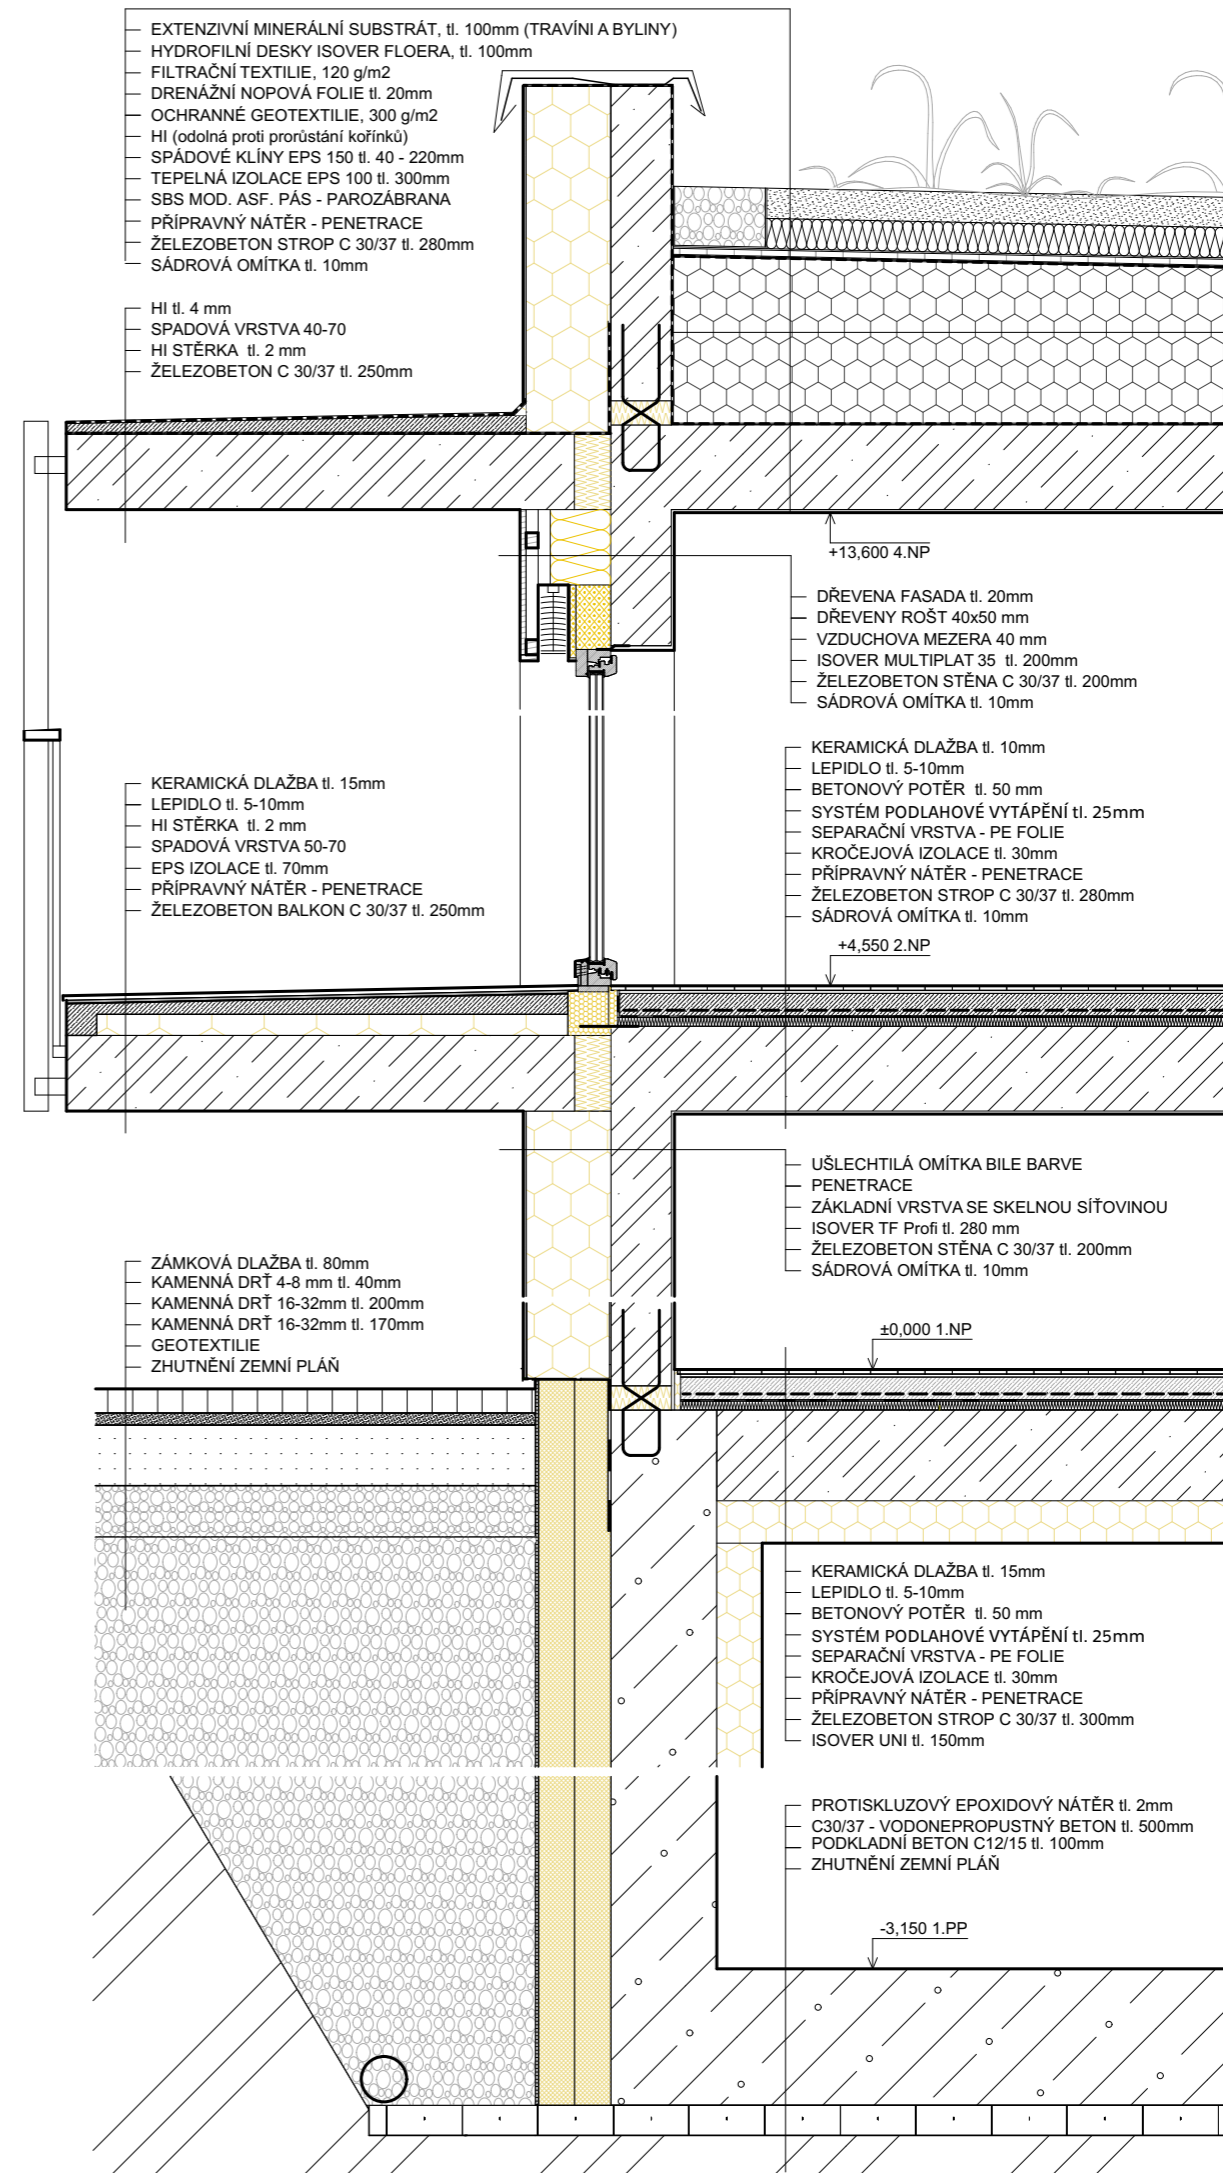 EXTENZIVNÍ MINERÁLNÍ SUBSTRÁT, tl. 100mm (TRAVÍNI A BYLINY)
HYDROFILNÍ DESKY ISOVER FLOERA, tl. 100mm
FILTRAČNÍ TEXTILIE, 120 g/m2
DRENÁŽNÍ NOPOVÁ FOLIE tl. 20mm
OCHRANNÉ GEOTEXTILIE, 300 g/m2
HI (odolná proti prorůstání kořínků)
SPÁDOVÉ KLÍNY EPS 150 tl. 40 - 220mm
TEPELNÁ IZOLACE EPS 100 tl. 300mm
SBS MOD. ASF. PÁS - PAROZÁBRANA
PŘÍPRAVNÝ NÁTĚR - PENETRACE
ŽELEZOBETON STROP C 30/37 tl. 280mm
SÁDROVÁ OMÍTKA tl. 10mm
HI tl. 4 mm
SPADOVÁ VRSTVA 40-70
HI STĚRKA tl. 2 mm
ŽELEZOBETON C 30/37 tl. 250mm
+13,600 4.NP
DŘEVENA FASADA tl. 20mm
DŘEVENY ROŠT 40x50 mm
VZDUCHOVA MEZERA 40 mm
ISOVER MULTIPLAT 35 tl. 200mm
ŽELEZOBETON STĚNA C 30/37 tl. 200mm
SÁDROVÁ OMÍTKA tl. 10mm
KERAMICKÁ DLAŽBA tl. 15mm
LEPIDLO tl. 5-10mm
HI STĚRKA tl. 2 mm
SPADOVÁ VRSTVA 50-70
EPS IZOLACE tl. 70mm
PŘÍPRAVNÝ NÁTĚR - PENETRACE
ŽELEZOBETON BALKON C 30/37 tl. 250mm
KERAMICKÁ DLAŽBA tl. 10mm
LEPIDLO tl. 5-10mm
BETONOVÝ POTĚR tl. 50 mm
SYSTÉM PODLAHOVÉ VYTÁPĚNÍ tl. 25mm
SEPARAČNÍ VRSTVA - PE FOLIE
KROČEJOVÁ IZOLACE tl. 30mm
PŘÍPRAVNÝ NÁTĚR - PENETRACE
ŽELEZOBETON STROP C 30/37 tl. 280mm
SÁDROVÁ OMÍTKA tl. 10mm
+4,550 2.NP
UŠLECHTILÁ OMÍTKA BILE BARVE
PENETRACE
ZÁKLADNÍ VRSTVA SE SKELNOU SÍŤOVINOU
ISOVER TF Profi tl. 280 mm
ŽELEZOBETON STĚNA C 30/37 tl. 200mm
SÁDROVÁ OMÍTKA tl. 10mm
ZÁMKOVÁ DLAŽBA tl. 80mm
KAMENNÁ DRŤ 4-8 mm tl. 40mm
KAMENNÁ DRŤ 16-32mm tl. 200mm
KAMENNÁ DRŤ 16-32mm tl. 170mm
GEOTEXTILIE
ZHUTNĚNÍ ZEMNÍ PLÁŇ
±0,000 1.NP
KERAMICKÁ DLAŽBA tl. 15mm
LEPIDLO tl. 5-10mm
BETONOVÝ POTĚR tl. 50 mm
SYSTÉM PODLAHOVÉ VYTÁPĚNÍ tl. 25mm
SEPARAČNÍ VRSTVA - PE FOLIE
KROČEJOVÁ IZOLACE tl. 30mm
PŘÍPRAVNÝ NÁTĚR - PENETRACE
ŽELEZOBETON STROP C 30/37 tl. 300mm
ISOVER UNI tl. 150mm
PROTISKLUZOVÝ EPOXIDOVÝ NÁTĚR tl. 2mm
C30/37 - VODONEPROPUSTNÝ BETON tl. 500mm
PODKLADNÍ BETON C12/15 tl. 100mm
ZHUTNĚNÍ ZEMNÍ PLÁŇ
-3,150 1.PP